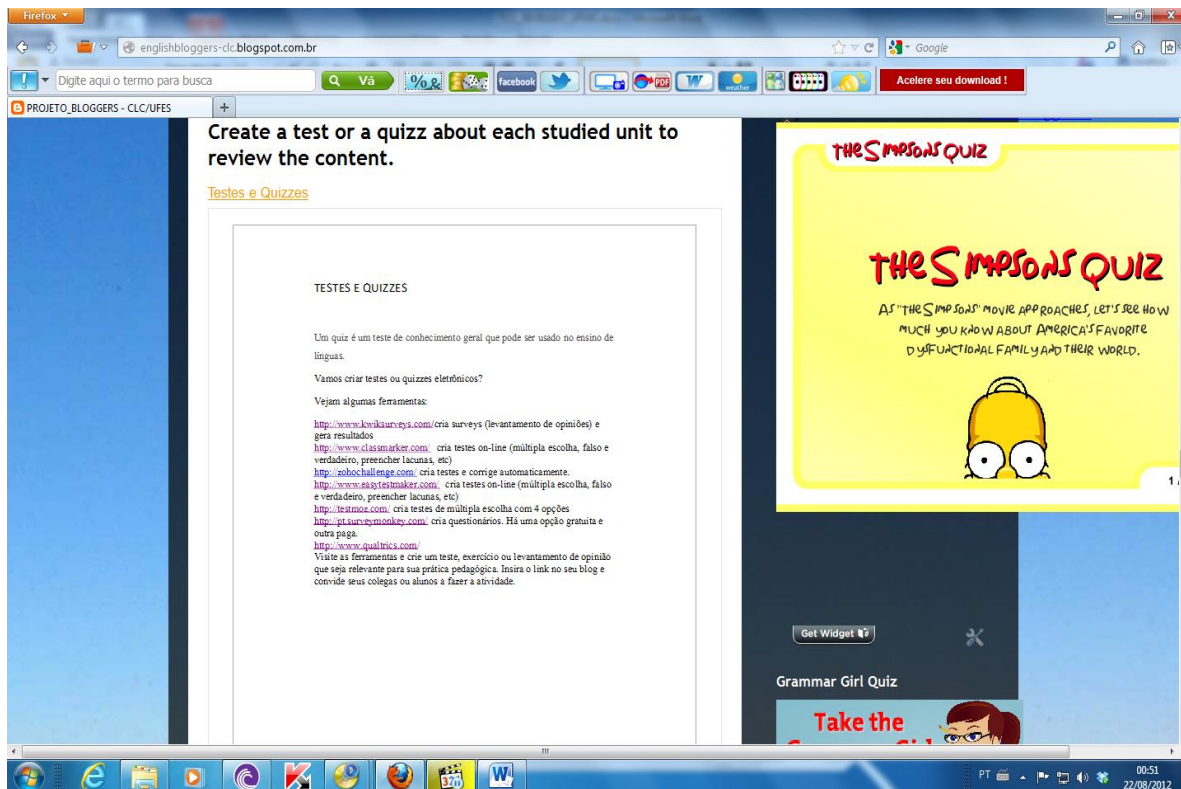 Firefox
englishbloggers-clc.blogspot.com.br
Google
Digite aqui o termo para busca
Vá
facebook
PDF
W
weather
Acelere seu download !
PROJETO_BLOGGERS - CLC/UFES
Create a test or a quizz about each studied unit to
review the content.
Testes e Quizzes
TESTES E QUIZZES
Um quiz é um teste de conhecimento geral que pode ser usado no ensino de
línguas.
Vamos criar testes ou quizzes eletrônicos?
Vejam algumas ferramentas:
http://www.kwiksurveys.com/cria surveys (levantamento de opiniões) e
gera resultados
http://www.classmarker.com/ cria testes on-line (múltipla escolha, falso e
verdadeiro, preencher lacunas, etc)
http://zohochallenge.com/ cria testes e corrige automaticamente.
http://www.easytestmaker.com/ cria testes on-line (múltipla escolha, falso
e verdadeiro, preencher lacunas, etc)
http://testmoz.com/ cria testes de múltipla escolha com 4 opções
http://pt.surveymonkey.com/ cria questionários. Há uma opção gratuita e
outra paga.
http://www.qualtrics.com/
Visite as ferramentas e crie um teste, exercício ou levantamento de opinião
que seja relevante para sua prática pedagógica. Insira o link no seu blog e
convide seus colegas ou alunos a fazer a atividade.
THE SIMPSONS QUIZ
THE SIMPSONS QUIZ
AS "THE SIMPSONS" MOVIE APPROACHES, LET'S SEE HOW
MUCH YOU KNOW ABOUT AMERICA'S FAVORITE
DYSFUNCTIONAL FAMILY AND THEIR WORLD.
1 /
Get Widget
Grammar Girl Quiz
Take the
PT
00:51
22/08/2012